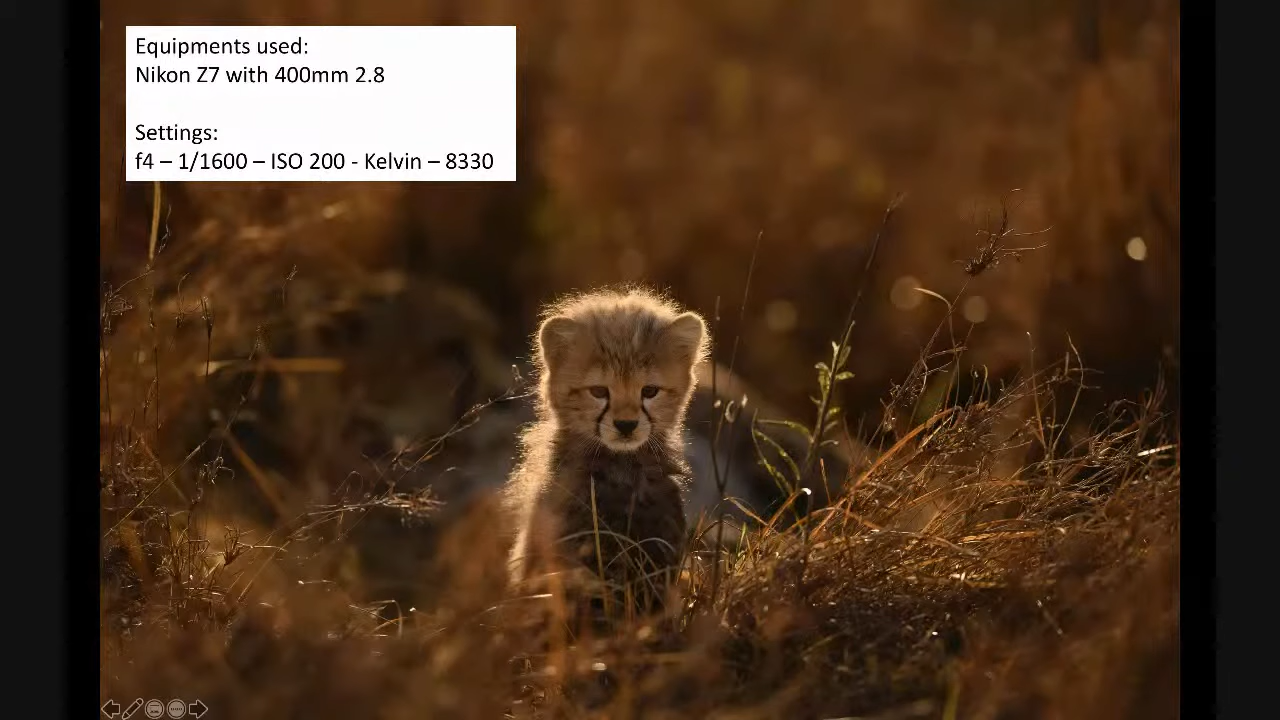 Equipments used:
Nikon Z7 with 400mm 2.8
Settings:
f4 – 1/1600 – ISO 200 - Kelvin – 8330